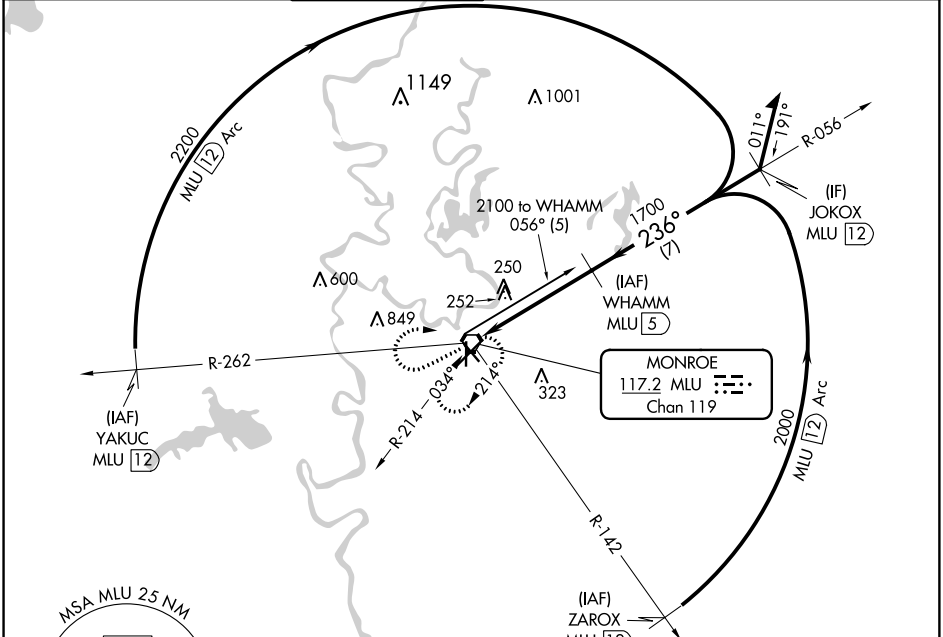 1149
1001
2200
MLU 12 Arc
011°
191°
R-056
(IF)
JOKOX
MLU 12
2100 to WHAMM
056° (5)
1700
236°
(7)
(IAF)
WHAMM
MLU 5
250
252
600
849
R-262
(IAF)
YAKUC
MLU 12
MONROE
117.2 MLU
Chan 119
323
R-214
034°
214°
2000
MLU 12 Arc
R-142
(IAF)
ZAROX
MSA MLU 25 NM